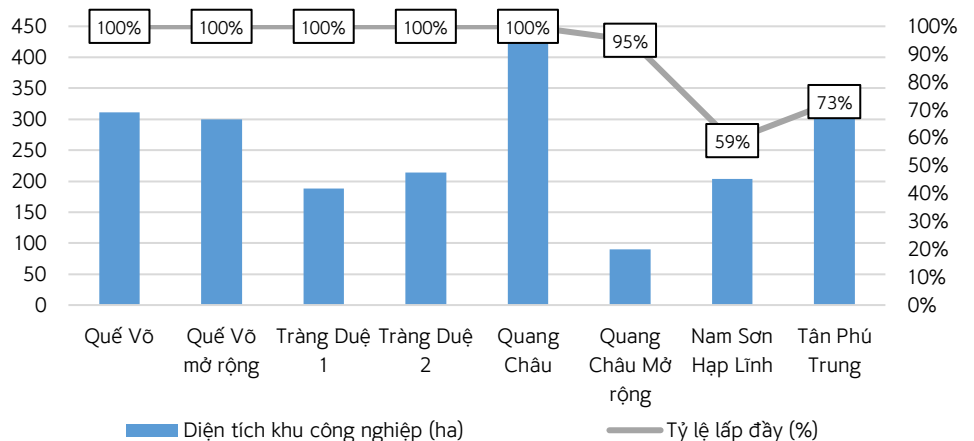 450
400
350
300
250
200
150
100
50
0
100%
90%
80%
70%
60%
50%
40%
30%
20%
10%
0%
100%
100%
100%
100%
100%
95%
59%
73%
Quế Võ
Quế Võ
mở rộng
Tràng Duệ
1
Tràng Duệ
2
Quang
Châu
Quang
Châu Mở
rộng
Nam Sơn
Hạp Lĩnh
Tân Phú
Trung
Diện tích khu công nghiệp (ha)
Tỷ lệ lấp đầy (%)